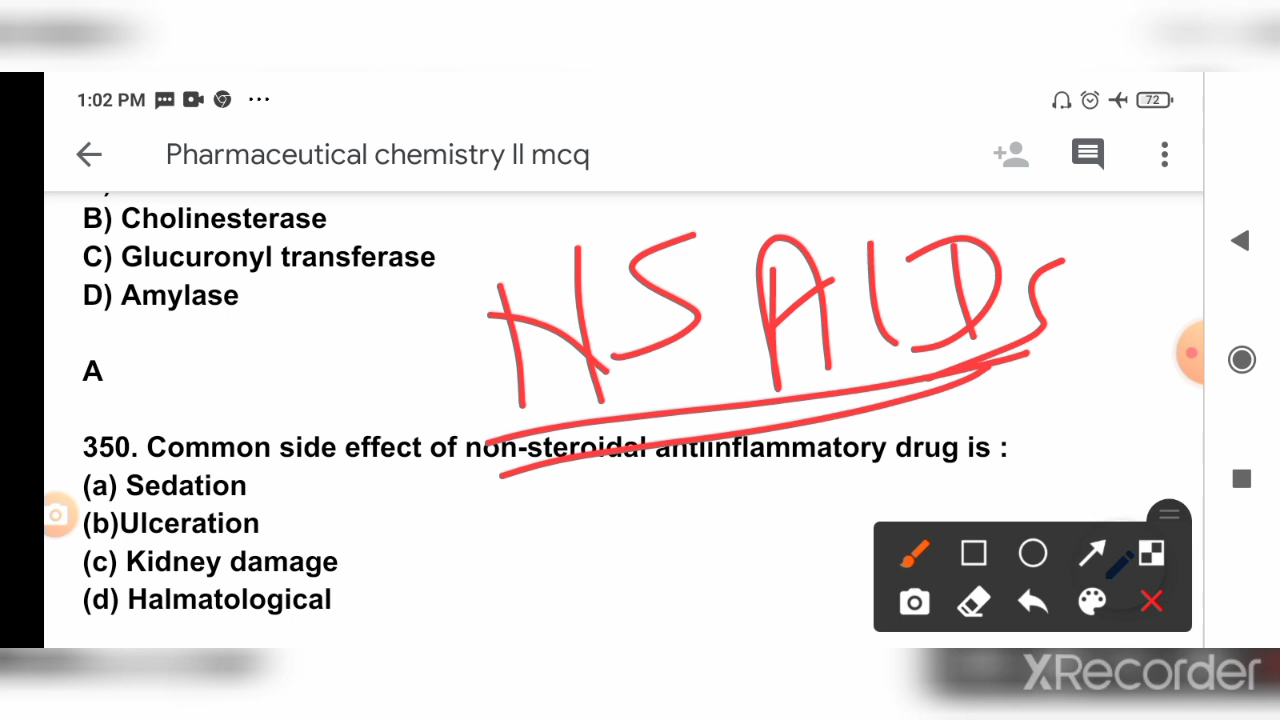 1:02 PM ... 72
Pharmaceutical chemistry II mcq
B) Cholinesterase
C) Glucuronyl transferase
D) Amylase
NSAIDs
A
350. Common side effect of non-steroidal antiinflammatory drug is :
(a) Sedation
(b)Ulceration
(c) Kidney damage
(d) Halmatological
XRecorder